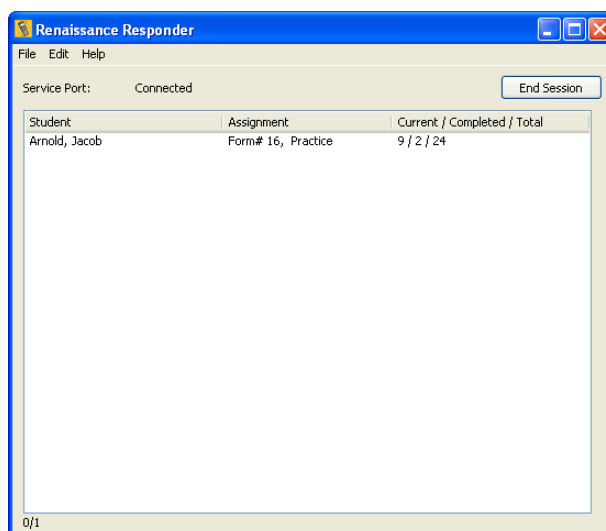 Renaissance Responder
File Edit Help
Service Port: Connected End Session
Student Assignment Current / Completed / Total
Arnold, Jacob Form# 16, Practice 9 / 2 / 24
0/1